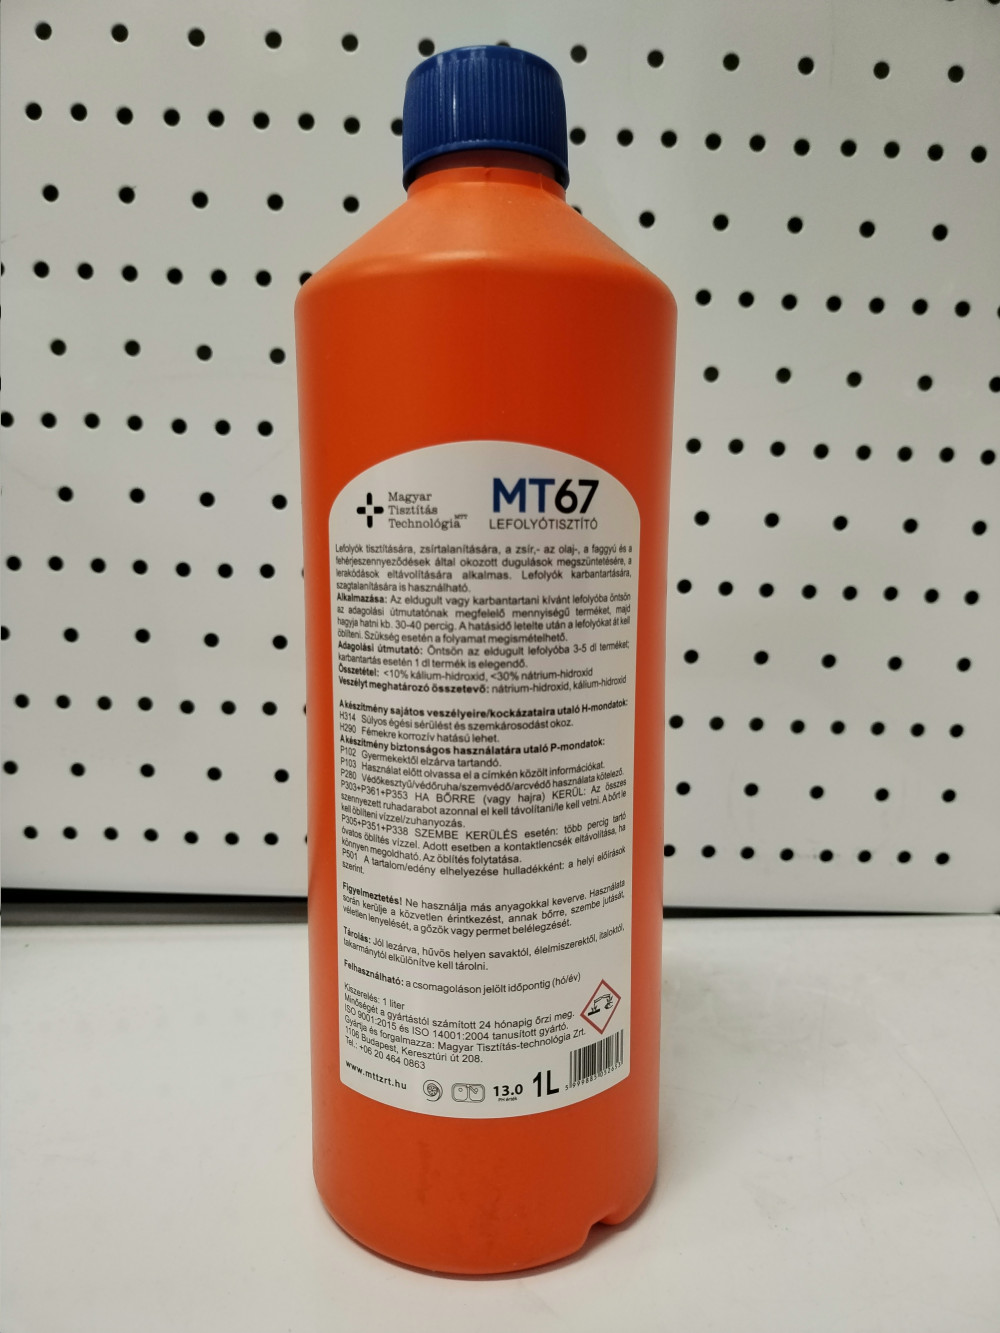 Magyar
Tisztítás
Technológia MTT
MT67
LEFOLYÓTISZTÍTÓ
Lefolyók tisztítására, zsírtalanítására, a zsír,- az olaj-, a faggyú és a
fehérjeszennyeződések által okozott dugulások megszüntetésére, a
lerakódások eltávolítására alkalmas. Lefolyók karbantartására,
szagtalanítására is használható.
Alkalmazása: Az eldugult vagy karbantartani kívánt lefolyóba öntsön
az adagolási útmutatónak megfelelő mennyiségű terméket, majd
hagyja hatni kb. 30-40 percig. A hatásidő letelte után a lefolyókat át kell
öblíteni. Szükség esetén a folyamat megismételhető.
Adagolási útmutató: Öntsön az eldugult lefolyóba 3-5 dl terméket;
karbantartás esetén 1 dl termék is elegendő.
Összetétel: <10% kálium-hidroxid, <30% nátrium-hidroxid
Veszélyt meghatározó összetevő: nátrium-hidroxid, kálium-hidroxid
A készítmény sajátos veszélyeire/kockázataira utaló H-mondatok:
H314 Súlyos égési sérülést és szemkárosodást okoz.
H290 Fémekre korrozív hatású lehet.
A készítmény biztonságos használatára utaló P-mondatok:
P102 Gyermekektől elzárva tartandó.
P103 Használat előtt olvassa el a címkén közölt információkat.
P280 Védőkesztyű/védőruha/szemvédő/arcvédő használata kötelező.
P303+P361+P353 HA BŐRRE (vagy hajra) KERÜL: Az összes
szennyezett ruhadarabot azonnal el kell távolítani/le kell vetni. A bőrt le
kell öblíteni vízzel/zuhanyozás.
P305+P351+P338 SZEMBE KERÜLÉS esetén: több percig tartó
óvatos öblítés vízzel. Adott esetben a kontaktlencsék eltávolítása, ha
könnyen megoldható. Az öblítés folytatása.
P501 A tartalom/edény elhelyezése hulladékként: a helyi előírások
szerint.
Figyelmeztetés! Ne használja más anyagokkal keverve. Használata
során kerülje a közvetlen érintkezést, annak bőrre, szembe jutását,
véletlen lenyelését, a gőzök vagy permet belélegzését.
Tárolás: Jól lezárva, hűvös helyen savaktól, élelmiszerektől, italoktól,
takarmánytól elkülönítve kell tárolni.
Felhasználható: a csomagoláson jelölt időpontig (hó/év)
Kiszerelés: 1 liter
Minőségét a gyártástól számított 24 hónapig őrzi meg.
ISO 9001:2015 és ISO 14001:2004 tanusított gyártó.
Gyártja és forgalmazza: Magyar Tisztítás-technológia Zrt.
1106 Budapest, Keresztúri út 208.
Tel.: +06 20 464 0863
www.mttzrt.hu
13.0
PH érték
1L
5999883052653